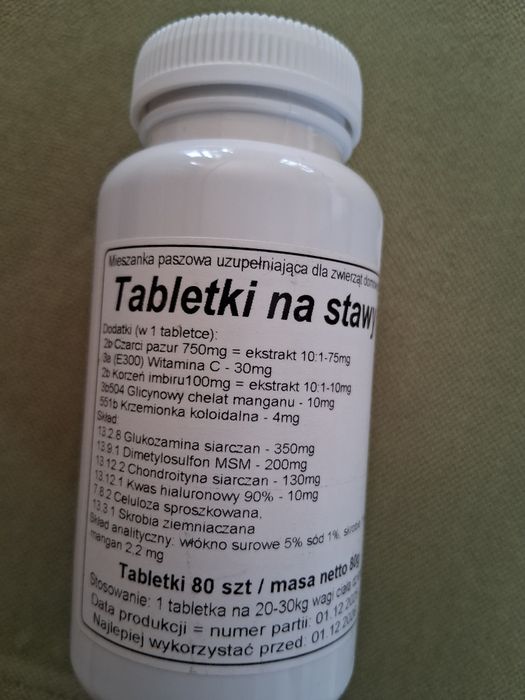 Mieszanka paszowa uzupełniająca dla zwierząt
Tabletki na stawy
Dodatki (w 1 tabletce):
2b Czarci pazur 750mg = ekstrakt 10:1-75mg
3a (E300) Witamina C - 30mg
2b Korzeń imbiru100mg = ekstrakt 10:1-10mg
3b504 Glicynowy chelat manganu - 10mg
551b Krzemionka koloidalna - 4mg
Skład:
13.2.8 Glukozamina siarczan - 350mg
13.9.1 Dimetylosulfon MSM - 200mg
13.12.2 Chondroityna siarczan - 130mg
13.12.1 Kwas hialuronowy 90% - 10mg
7.8.2 Celuloza sproszkowana,
13.3.1 Skrobia ziemniaczana
Skład analityczny: włókno surowe 5% sód 1%,
mangan 2,2 mg
Tabletki 80 szt / masa netto 80g
Stosowanie: 1 tabletka na 20-30kg wagi ciała
Data produkcji = numer partii: 01.12
Najlepiej wykorzystać przed: 01.12